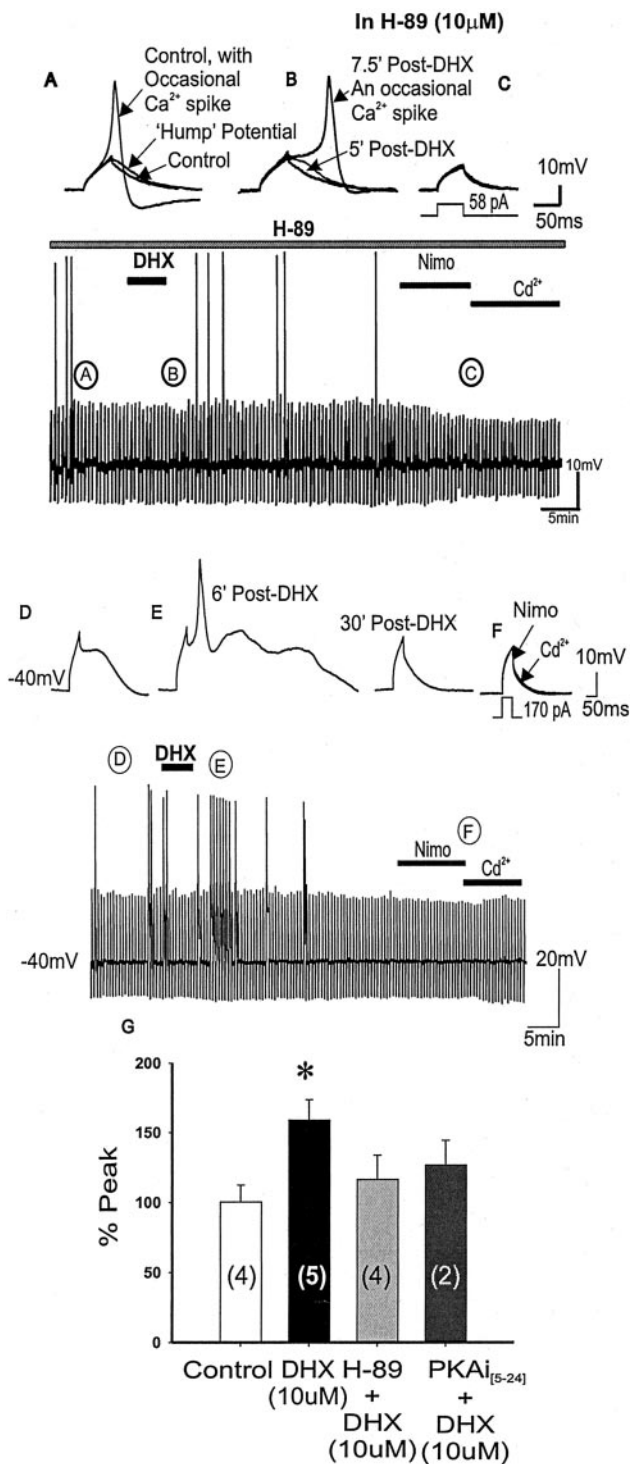 In H-89 (10μM)
A
Control, with
Occasional
Ca2+ spike
'Hump' Potential
Control
B
7.5' Post-DHX
An occasional
Ca2+ spike
5' Post-DHX
C
58 pA
10mV
50ms
H-89
DHX
Nimo
Cd2+
A
B
C
10mV
5min
D
-40mV
E
6' Post-DHX
30' Post-DHX
F
Nimo
Cd2+
170 pA
10mV
50ms
D
DHX
E
F
Nimo
Cd2+
-40mV
20mV
5min
G
% Peak
200
150
100
50
0
*
(4)
(5)
(4)
(2)
Control DHX H-89 PKAi[5-24]
(10uM) + +
DHX DHX
(10uM) (10uM)